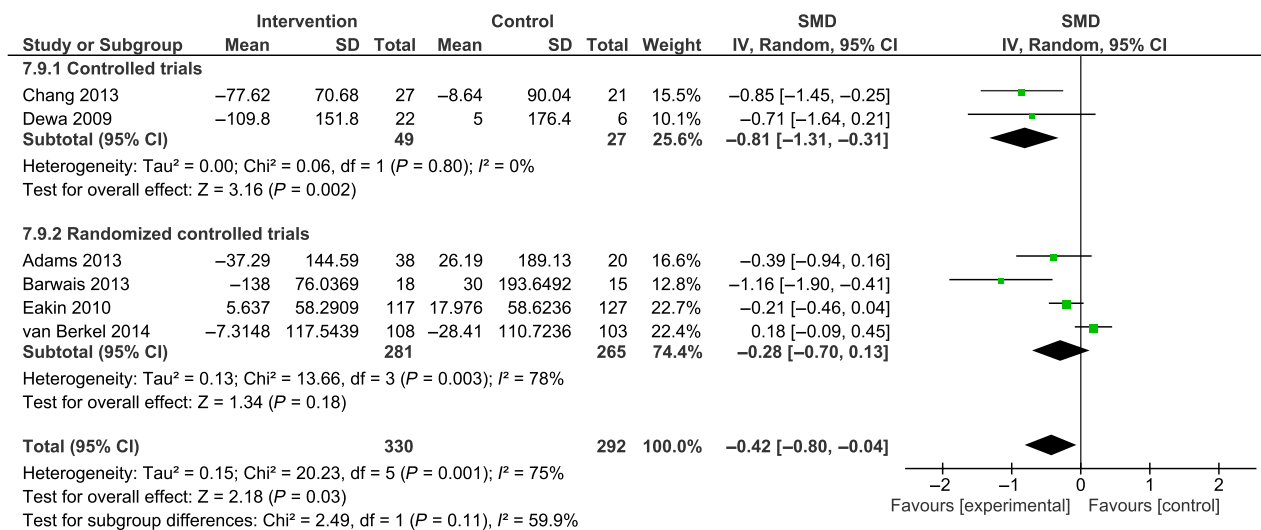 Intervention Control SMD SMD
Study or Subgroup Mean SD Total Mean SD Total Weight IV, Random, 95% CI IV, Random, 95% CI
7.9.1 Controlled trials
Chang 2013 –77.62 70.68 27 –8.64 90.04 21 15.5% –0.85 [–1.45, –0.25]
Dewa 2009 –109.8 151.8 22 5 176.4 6 10.1% –0.71 [–1.64, 0.21]
Subtotal (95% CI) 49 27 25.6% –0.81 [–1.31, –0.31]
Heterogeneity: Tau² = 0.00; Chi² = 0.06, df = 1 (P = 0.80); I² = 0%
Test for overall effect: Z = 3.16 (P = 0.002)
7.9.2 Randomized controlled trials
Adams 2013 –37.29 144.59 38 26.19 189.13 20 16.6% –0.39 [–0.94, 0.16]
Barwais 2013 –138 76.0369 18 30 193.6492 15 12.8% –1.16 [–1.90, –0.41]
Eakin 2010 5.637 58.2909 117 17.976 58.6236 127 22.7% –0.21 [–0.46, 0.04]
van Berkel 2014 –7.3148 117.5439 108 –28.41 110.7236 103 22.4% 0.18 [–0.09, 0.45]
Subtotal (95% CI) 281 265 74.4% –0.28 [–0.70, 0.13]
Heterogeneity: Tau² = 0.13; Chi² = 13.66, df = 3 (P = 0.003); I² = 78%
Test for overall effect: Z = 1.34 (P = 0.18)
Total (95% CI) 330 292 100.0% –0.42 [–0.80, –0.04]
Heterogeneity: Tau² = 0.15; Chi² = 20.23, df = 5 (P = 0.001); I² = 75%
Test for overall effect: Z = 2.18 (P = 0.03)
Test for subgroup differences: Chi² = 2.49, df = 1 (P = 0.11), I² = 59.9%
–2 –1 0 1 2
Favours [experimental] Favours [control]